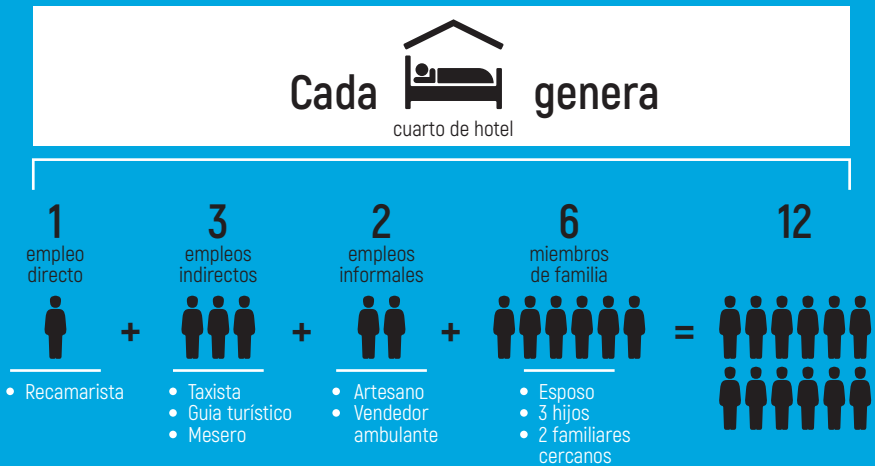 Cada genera
cuarto de hotel
1
empleo
directo
3
empleos
indirectos
2
empleos
informales
6
miembros
de familia
12
+
+
+
=
• Recamarista
• Taxista
• Guia turístico
• Mesero
• Artesano
• Vendedor
ambulante
• Esposo
• 3 hijos
• 2 familiares
cercanos